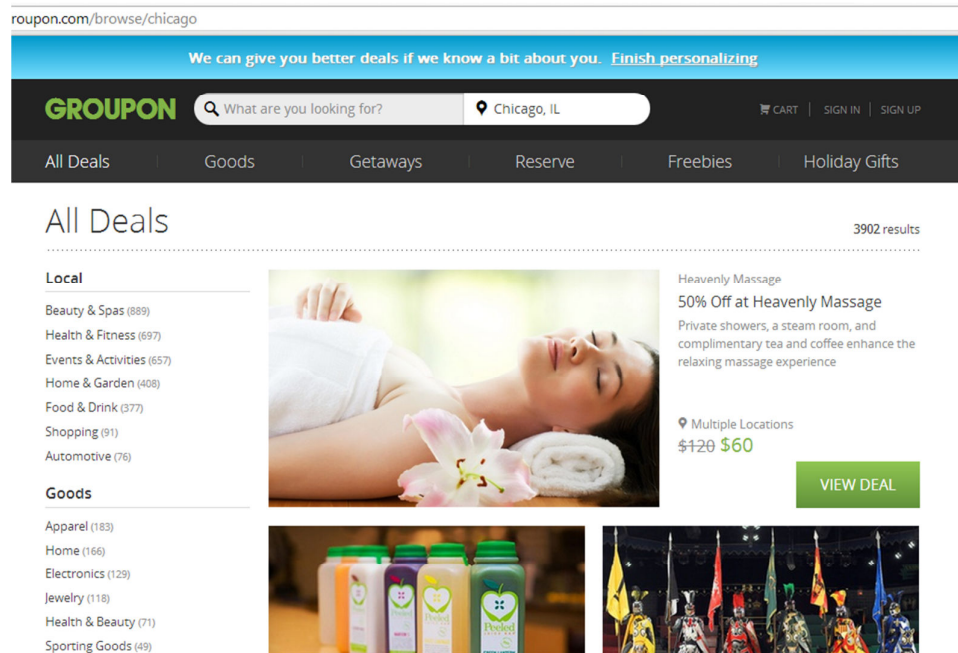 roupon.com/browse/chicago
We can give you better deals if we know a bit about you. Finish personalizing
GROUPON What are you looking for? Chicago, IL CART | SIGN IN | SIGN UP
All Deals Goods Getaways Reserve Freebies Holiday Gifts
All Deals
3902 results
Local
Beauty & Spas (889)
Health & Fitness (697)
Events & Activities (657)
Home & Garden (408)
Food & Drink (377)
Shopping (91)
Automotive (76)
Goods
Apparel (183)
Home (166)
Electronics (129)
Jewelry (118)
Health & Beauty (71)
Sporting Goods (49)
Heavenly Massage
50% Off at Heavenly Massage
Private showers, a steam room, and
complimentary tea and coffee enhance the
relaxing massage experience
Multiple Locations
$120 $60
VIEW DEAL
Peeled
Peeled